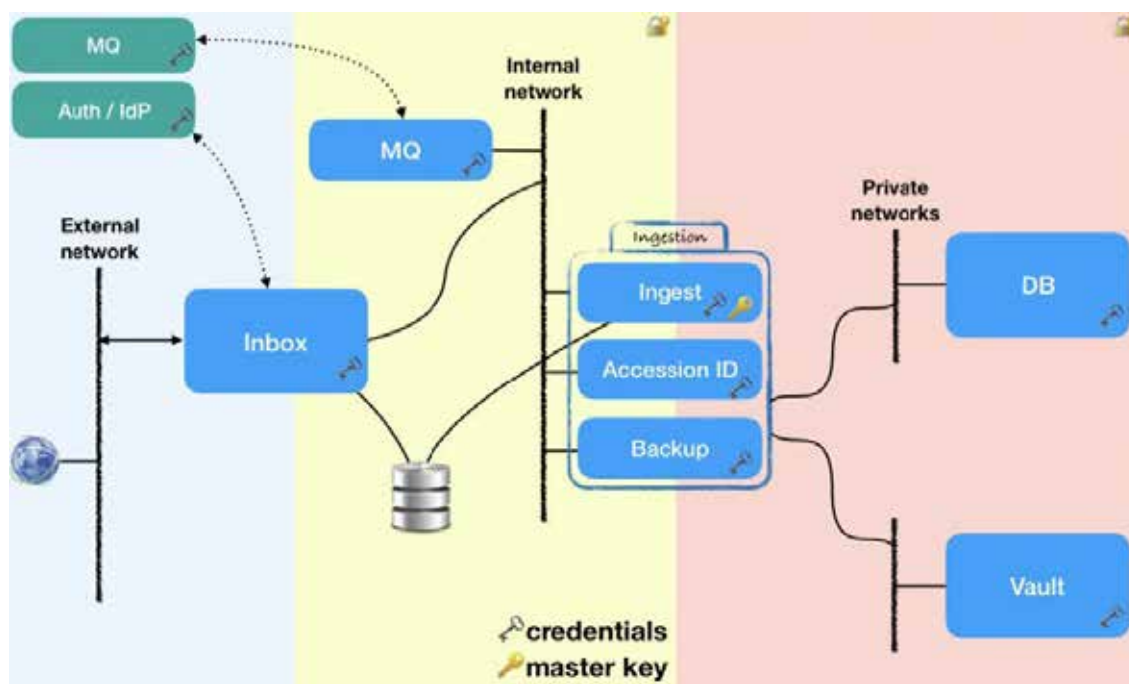 MQ
Auth / IdP
External
network
Inbox
MQ
Internal
network
Ingestion
Ingest
Accession ID
Backup
Private
networks
DB
Vault
credentials
master key